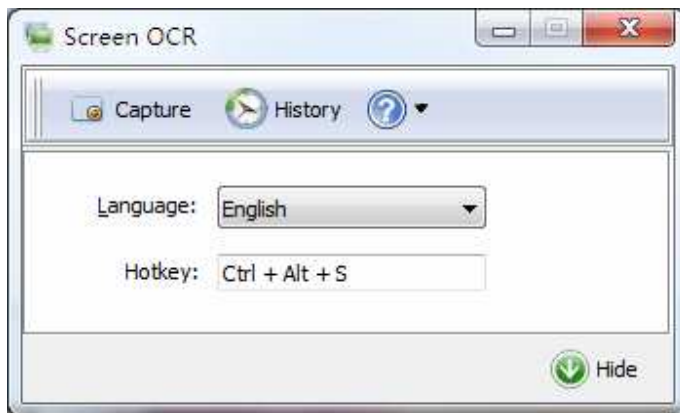 Screen OCR
Capture History
Language: English
Hotkey: Ctrl + Alt + S
Hide